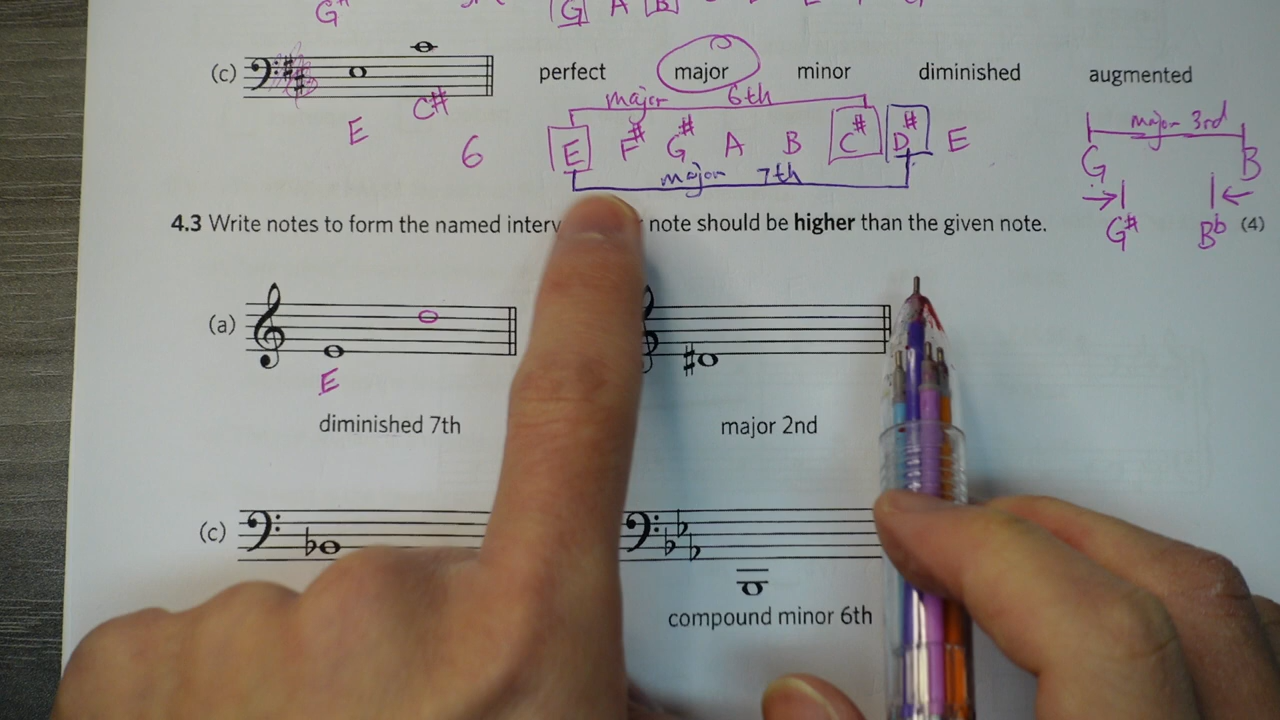 G#
G A B
(c) perfect major minor diminished augmented
major 6th
major 3rd
E C# 6 E F# G# A B C# D# E
G B
major 7th
4.3 Write notes to form the named note should be higher than the given note.
G# Bb (4)
(a)
E
diminished 7th major 2nd
(c)
compound minor 6th